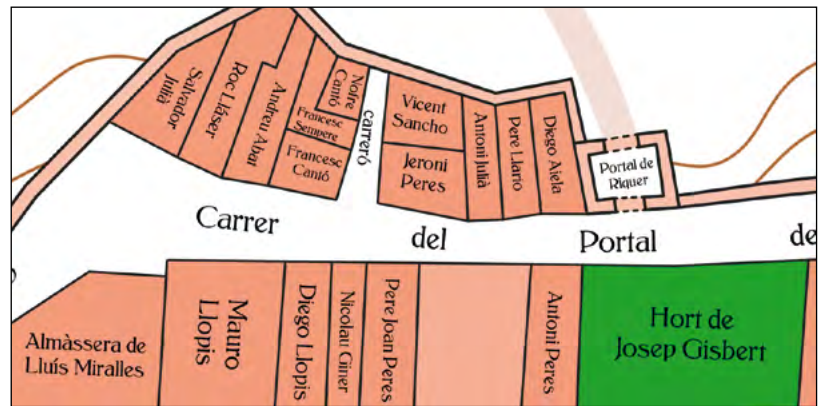 Salvador
Julià
Roc Llàser
Andreu Abat
Nofre
Cantó
Francesc
Sempere
Francesc
Cantó
carreró
Vicent
Sancho
Jeroni
Peres
Antoni Julià
Pere Llario
Diego Aiela
Portal de
Riquer
Carrer del Portal de
Almàssera de
Lluís Miralles
Mauro
Llopis
Diego Llopis
Nicolau Giner
Pere Joan Peres
Antoni Peres
Hort de
Josep Gisbert